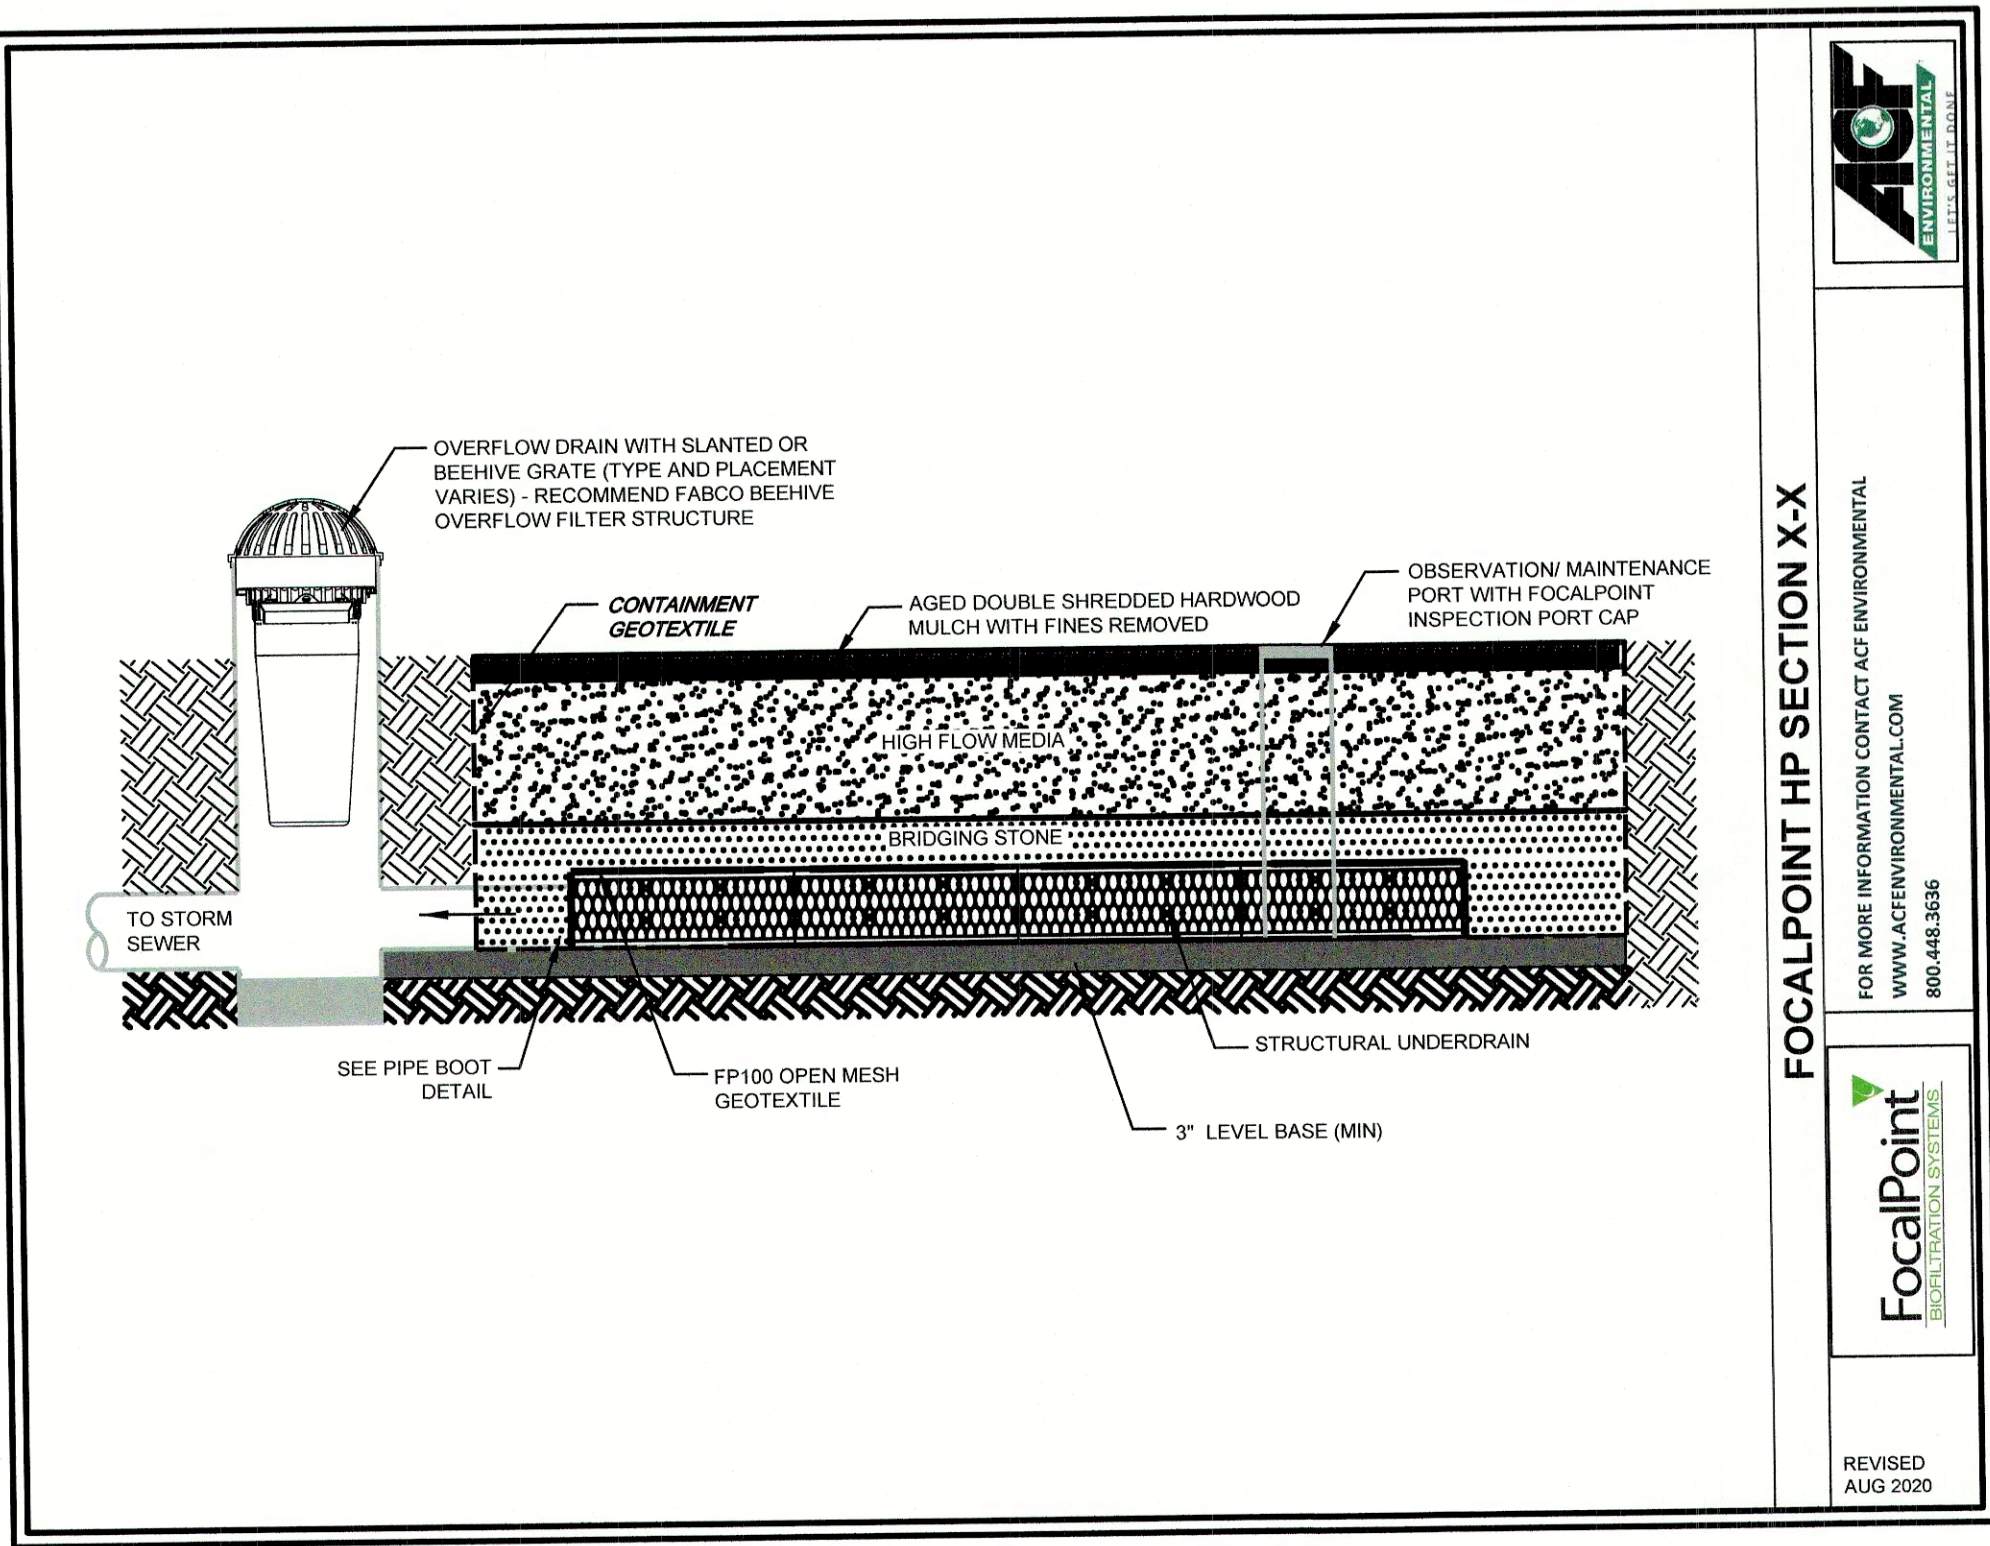 OVERFLOW DRAIN WITH SLANTED OR
BEEHIVE GRATE (TYPE AND PLACEMENT
VARIES) - RECOMMEND FABCO BEEHIVE
OVERFLOW FILTER STRUCTURE
CONTAINMENT
GEOTEXTILE
AGED DOUBLE SHREDDED HARDWOOD
MULCH WITH FINES REMOVED
OBSERVATION/ MAINTENANCE
PORT WITH FOCALPOINT
INSPECTION PORT CAP
HIGH FLOW MEDIA
BRIDGING STONE
TO STORM
SEWER
SEE PIPE BOOT
DETAIL
FP100 OPEN MESH
GEOTEXTILE
STRUCTURAL UNDERDRAIN
3" LEVEL BASE (MIN)
FOCALPOINT HP SECTION X-X
ACF
ENVIRONMENTAL
LET'S GET IT DONE
FOR MORE INFORMATION CONTACT ACF ENVIRONMENTAL
WWW.ACFENVIRONMENTAL.COM
800.448.3636
FocalPoint
BIOFILTRATION SYSTEMS
REVISED
AUG 2020